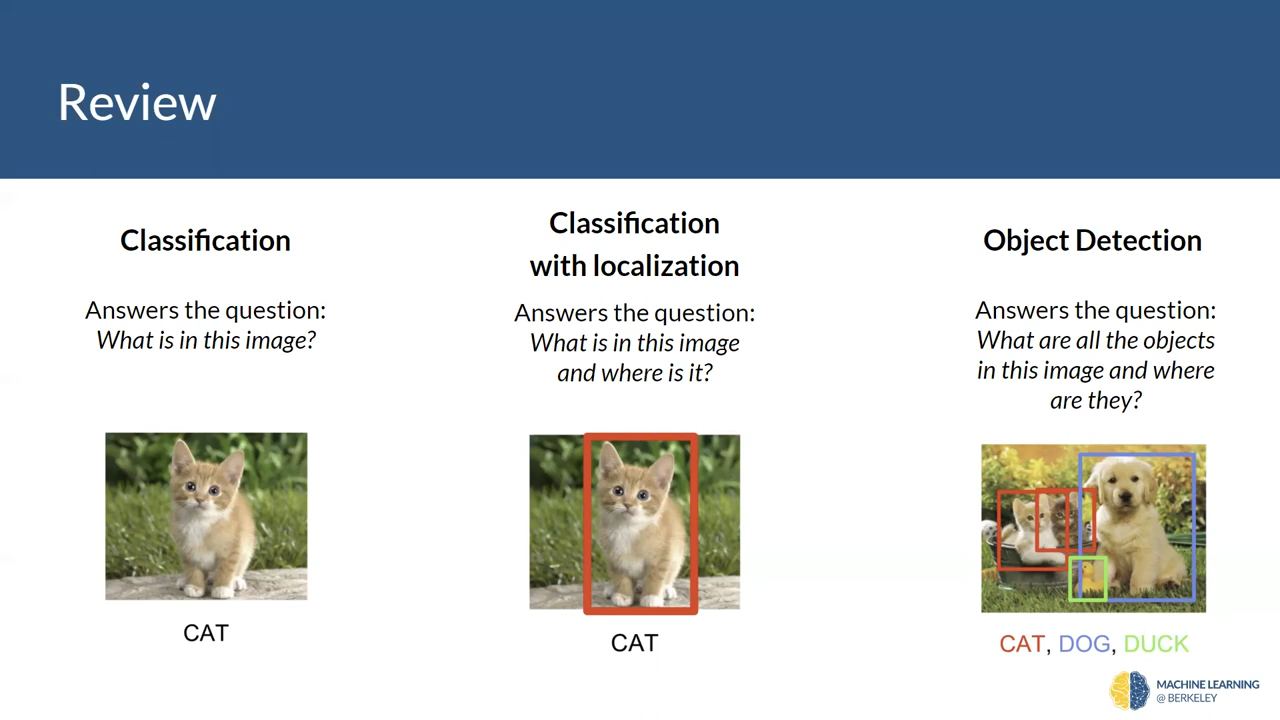 Review
Classification
Answers the question:
What is in this image?
CAT
Classification
with localization
Answers the question:
What is in this image
and where is it?
CAT
Object Detection
Answers the question:
What are all the objects
in this image and where
are they?
CAT, DOG, DUCK
MACHINE LEARNING
@ BERKELEY